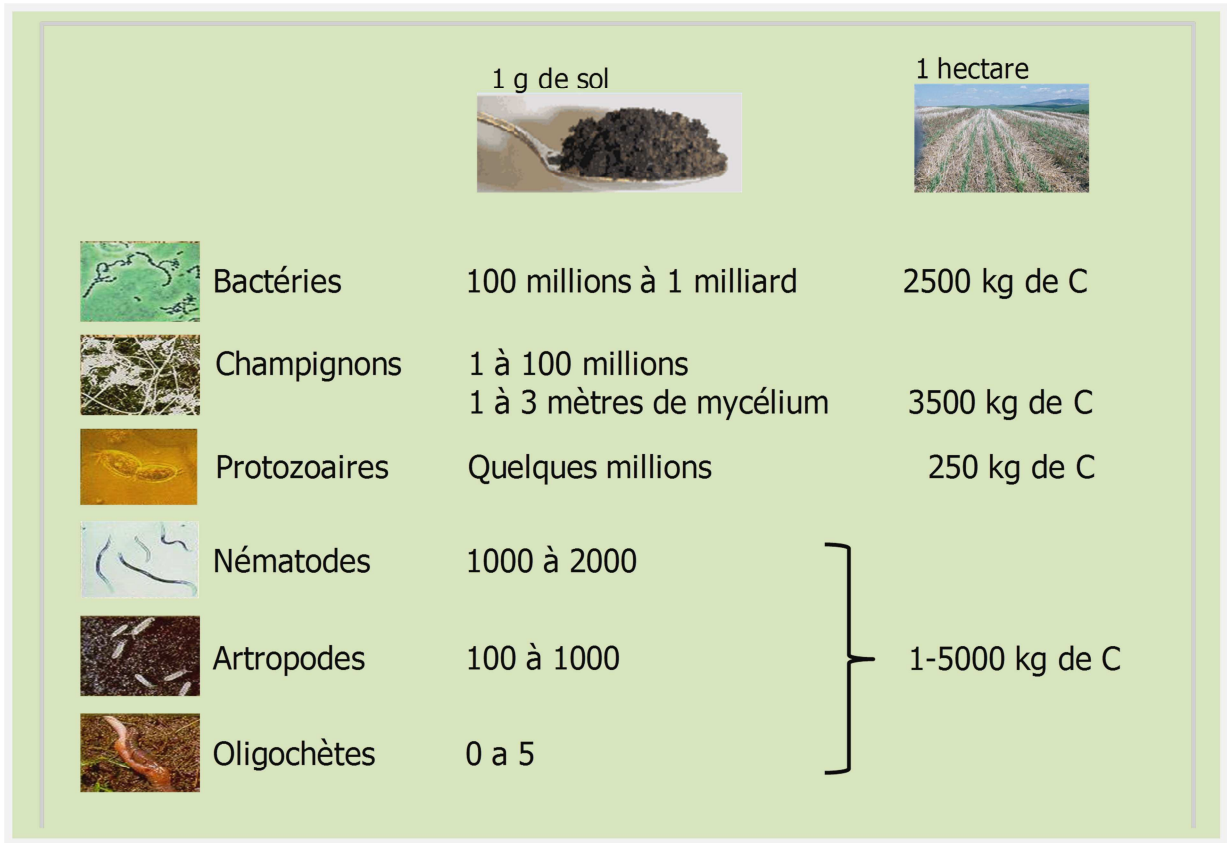 1 g de sol
1 hectare
Bactéries 100 millions à 1 milliard 2500 kg de C
Champignons 1 à 100 millions
1 à 3 mètres de mycélium 3500 kg de C
Protozoaires Quelques millions 250 kg de C
Nématodes 1000 à 2000
Artropodes 100 à 1000 1-5000 kg de C
Oligochètes 0 a 5